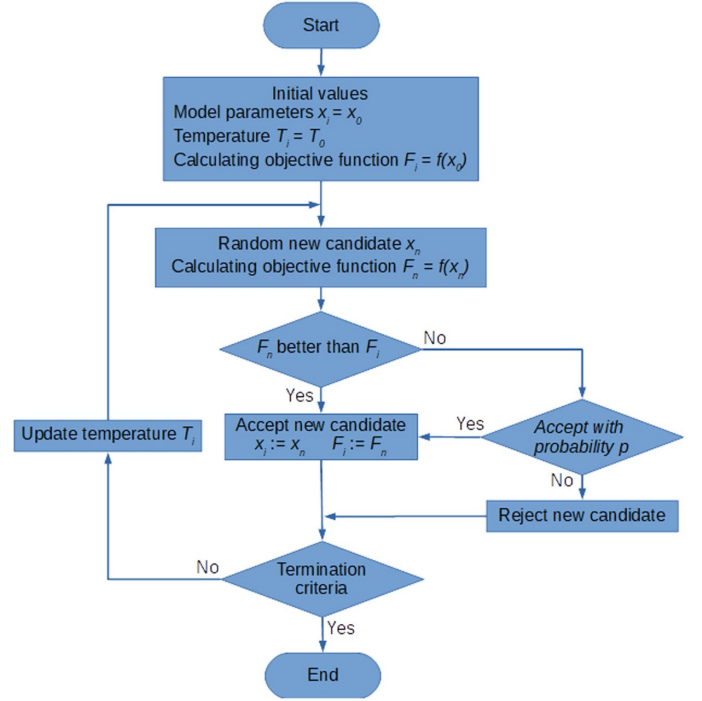 Start
Initial values
Model parameters x_i = x_0
Temperature T_i = T_0
Calculating objective function F_i = f(x_0)
Random new candidate x_n
Calculating objective function F_n = f(x_n)
F_n better than F_i
No
Yes
Accept new candidate
x_i := x_n F_i := F_n
Yes
Accept with
probability p
No
Update temperature T_i
Reject new candidate
Termination
criteria
No
Yes
End